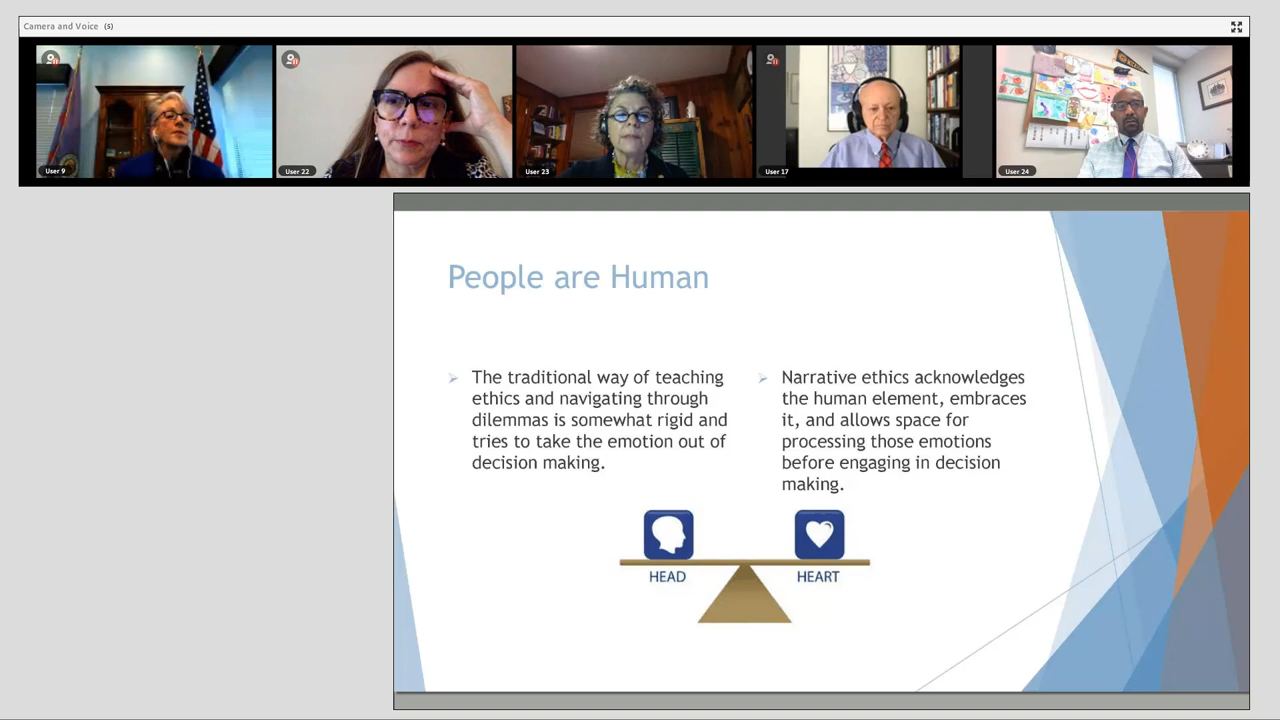 Camera and Voice (5)
User 9
User 22
User 23
User 17
User 24
People are Human
The traditional way of teaching
ethics and navigating through
dilemmas is somewhat rigid and
tries to take the emotion out of
decision making.
Narrative ethics acknowledges
the human element, embraces
it, and allows space for
processing those emotions
before engaging in decision
making.
HEAD
HEART